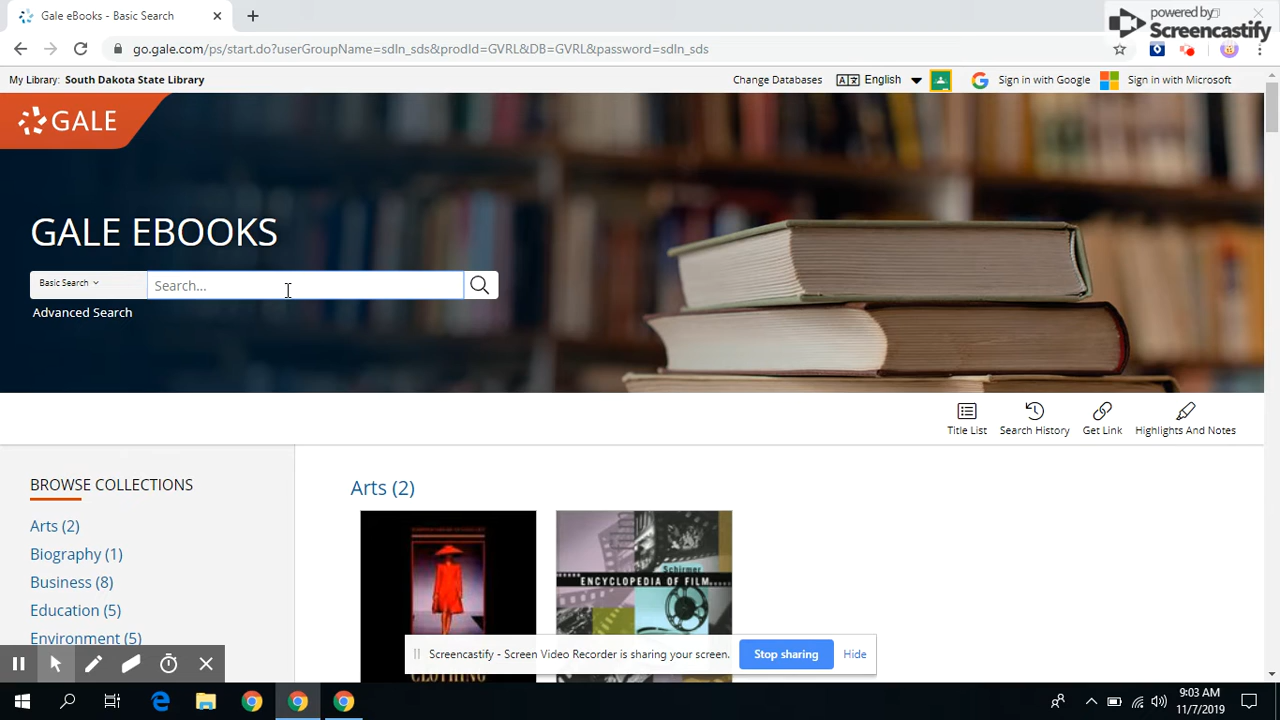 Gale eBooks - Basic Search
powered by
Screencastify
go.gale.com/ps/start.do?userGroupName=sdln_sds&prodId=GVRL&DB=GVRL&password=sdln_sds
My Library: South Dakota State Library
Change Databases
English
Sign in with Google
Sign in with Microsoft
GALE
GALE EBOOKS
Basic Search
Search...
Advanced Search
Title List
Search History
Get Link
Highlights And Notes
BROWSE COLLECTIONS
Arts (2)
Biography (1)
Business (8)
Education (5)
Environment (5)
Arts (2)
Schirmer
ENCYCLOPEDIA OF FILM
CLOTHING
Screencastify - Screen Video Recorder is sharing your screen.
Stop sharing
Hide
9:03 AM
11/7/2019